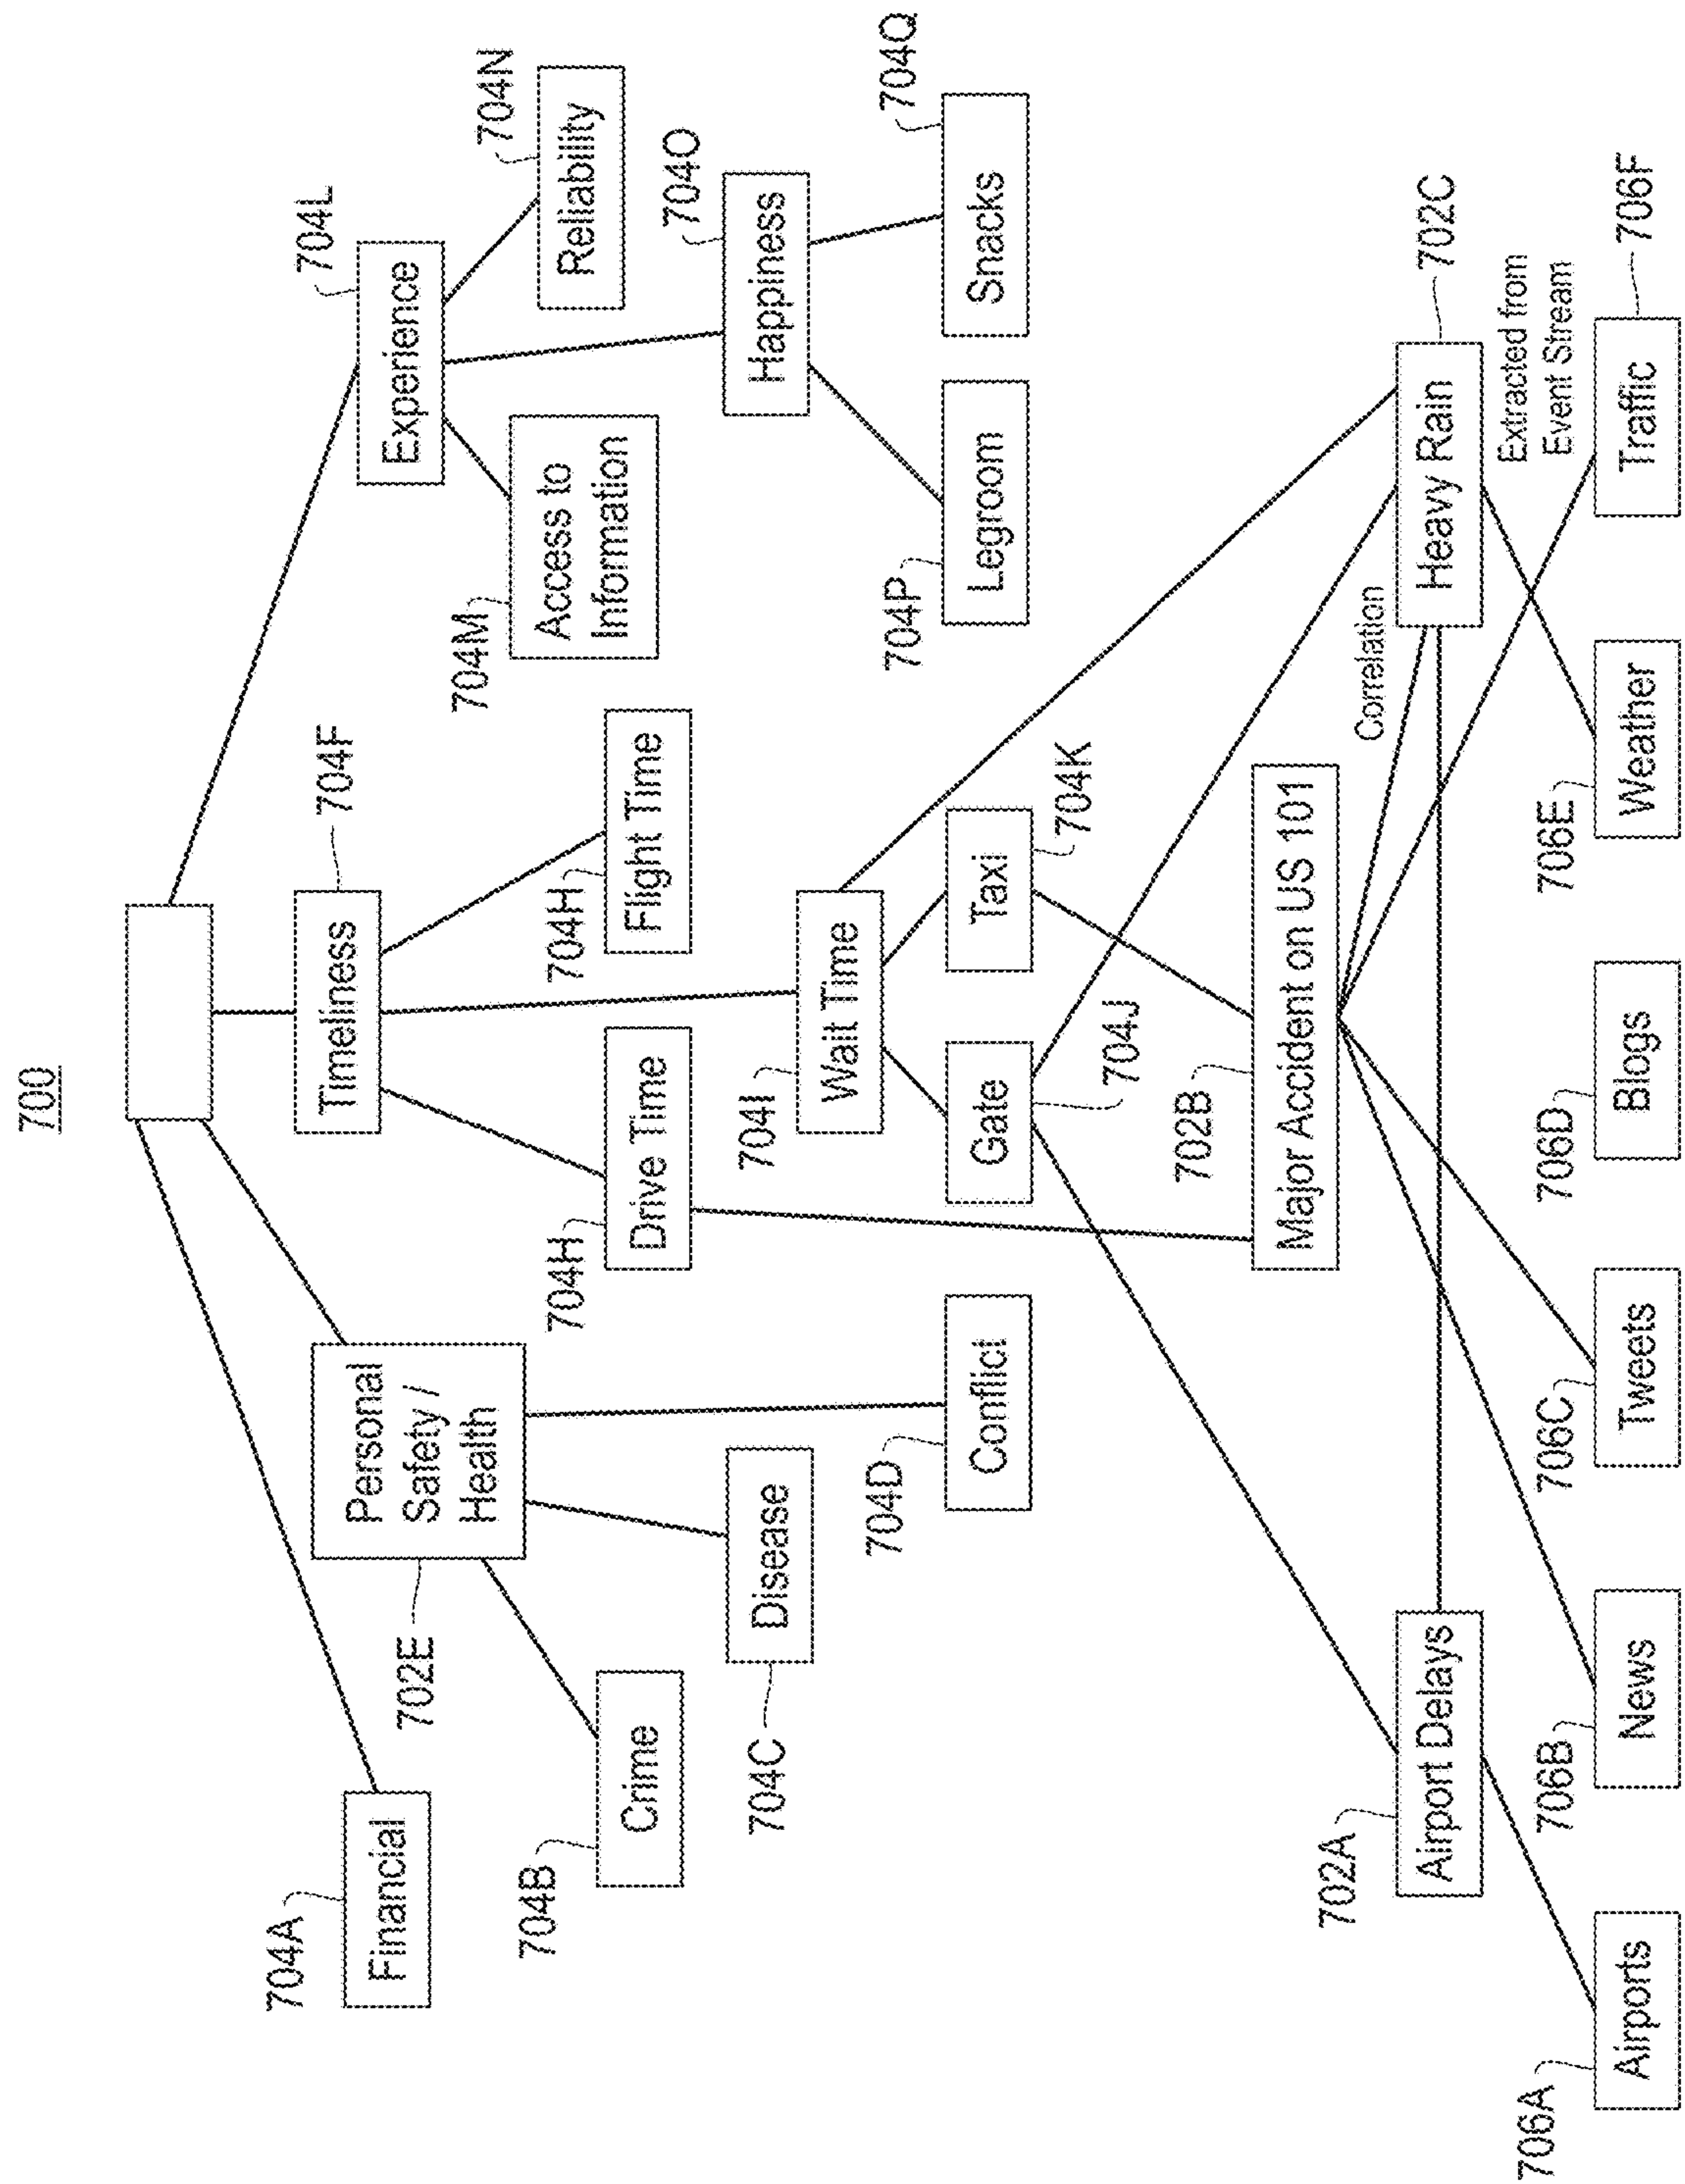 700
704A
Financial
702E
Personal
Safety /
Health
704F
Timeliness
704L
Experience
704B
Crime
704C
Disease
704D
Conflict
704H
Drive Time
704H
Flight Time
704M
Access to
Information
704N
Reliability
704I
Wait Time
704O
Happiness
Gate
704J
Taxi
704K
704P
Legroom
704Q
Snacks
702B
Major Accident on US 101
702A
Airport Delays
Correlation
Heavy Rain
702C
Extracted from
Event Stream
706A
Airports
706B
News
706C
Tweets
706D
Blogs
706E
Weather
Traffic
706F